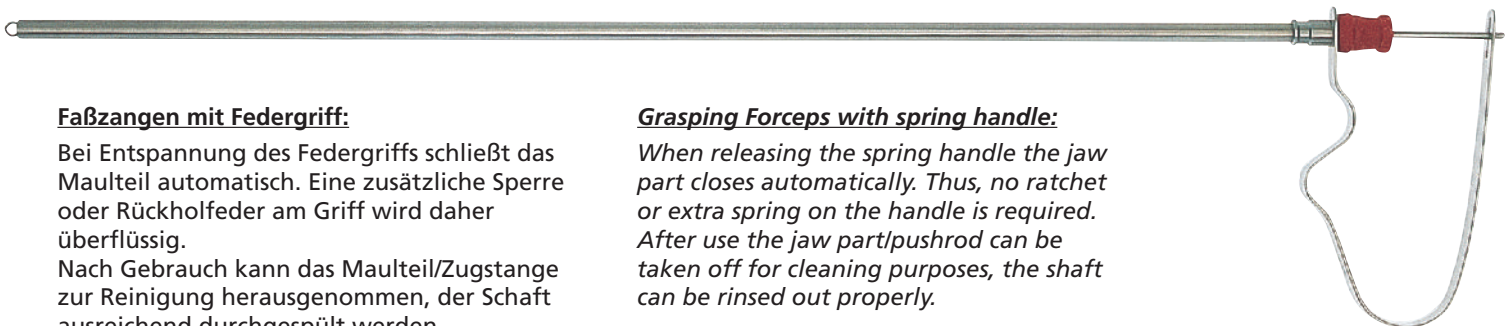 Faßzangen mit Federgriff:
Bei Entspannung des Federgriffs schließt das
Maulteil automatisch. Eine zusätzliche Sperre
oder Rückholfeder am Griff wird daher
überflüssig.
Nach Gebrauch kann das Maulteil/Zugstange
zur Reinigung herausgenommen, der Schaft
ausreichend durchgespült werden
Grasping Forceps with spring handle:
When releasing the spring handle the jaw
part closes automatically. Thus, no ratchet
or extra spring on the handle is required.
After use the jaw part/pushrod can be
taken off for cleaning purposes, the shaft
can be rinsed out properly.